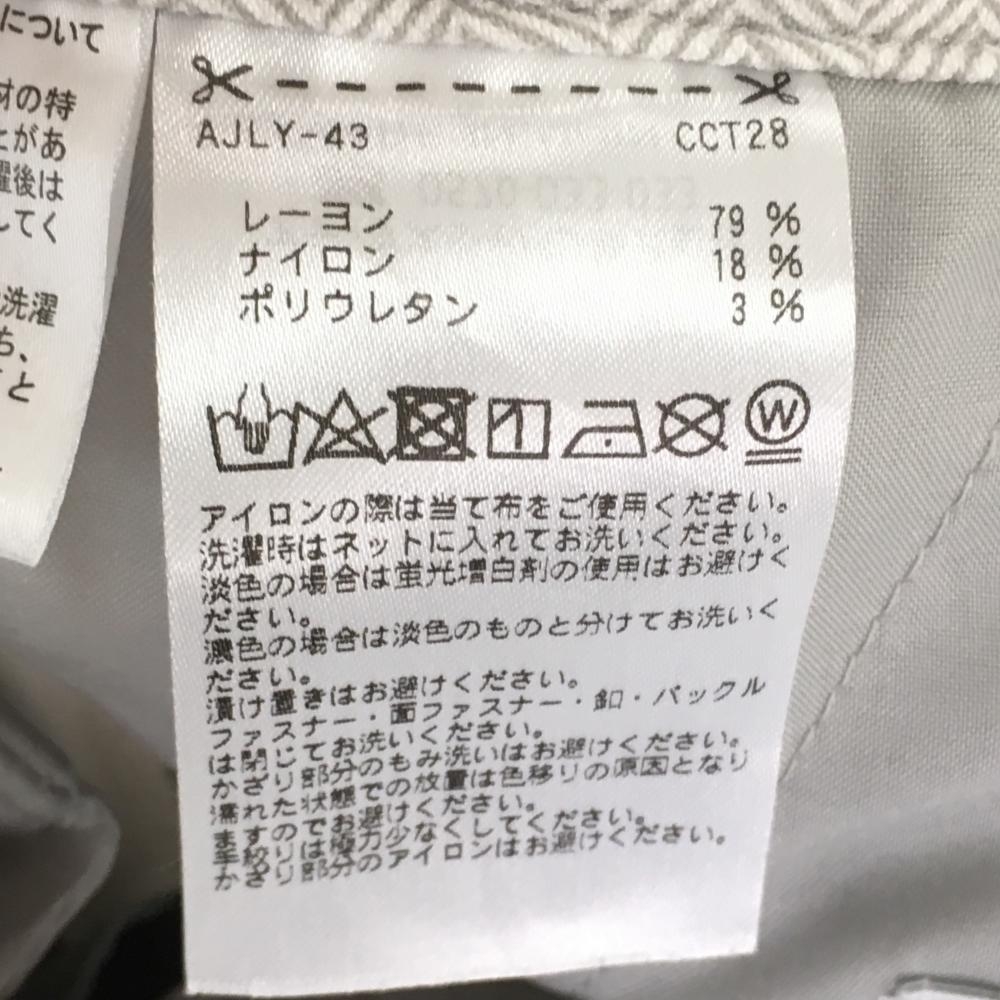 について
材の特
とがあ
濯後は
してく
洗濯
ち、
と
AJLY-43 CCT28
レーヨン 79 %
ナイロン 18 %
ポリウレタン 3 %
W
アイロンの際は当て布をご使用ください。
洗濯時はネットに入れてお洗いください。
淡色の場合は蛍光増白剤の使用はお避けく
ださい。
濃色の場合は淡色のものと分けてお洗いく
ださい。
漬け置きはお避けください。
ファスナー・面ファスナー・釦・バックル
は閉じてお洗いください。
かざり部分のもみ洗いはお避けください。
濡れた状態での放置は色移りの原因となり
ますのでお避けください。
手絞りは極力少なくしてください。
かざり部分のアイロンはお避けください。